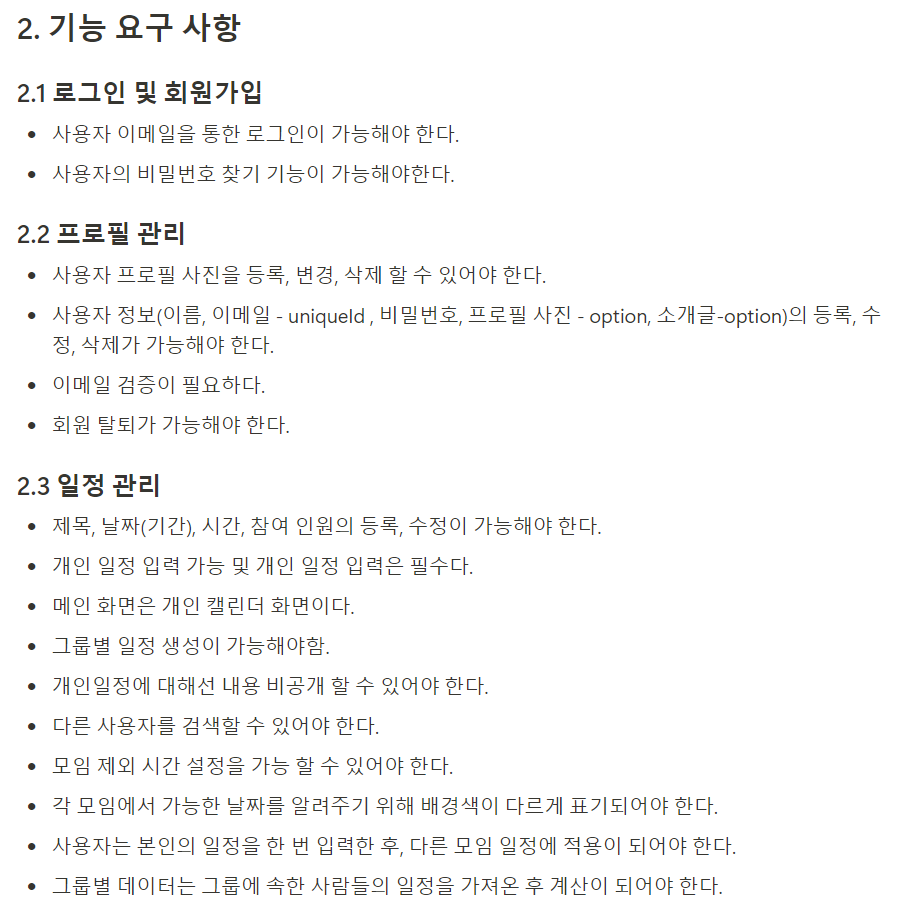 2. 기능 요구 사항
2.1 로그인 및 회원가입
• 사용자 이메일을 통한 로그인이 가능해야 한다.
• 사용자의 비밀번호 찾기 기능이 가능해야한다.
2.2 프로필 관리
• 사용자 프로필 사진을 등록, 변경, 삭제 할 수 있어야 한다.
• 사용자 정보(이름, 이메일 - uniqueId , 비밀번호, 프로필 사진 - option, 소개글-option)의 등록, 수
정, 삭제가 가능해야 한다.
• 이메일 검증이 필요하다.
• 회원 탈퇴가 가능해야 한다.
2.3 일정 관리
• 제목, 날짜(기간), 시간, 참여 인원의 등록, 수정이 가능해야 한다.
• 개인 일정 입력 가능 및 개인 일정 입력은 필수다.
• 메인 화면은 개인 캘린더 화면이다.
• 그룹별 일정 생성이 가능해야함.
• 개인일정에 대해선 내용 비공개 할 수 있어야 한다.
• 다른 사용자를 검색할 수 있어야 한다.
• 모임 제외 시간 설정을 가능 할 수 있어야 한다.
• 각 모임에서 가능한 날짜를 알려주기 위해 배경색이 다르게 표기되어야 한다.
• 사용자는 본인의 일정을 한 번 입력한 후, 다른 모임 일정에 적용이 되어야 한다.
• 그룹별 데이터는 그룹에 속한 사람들의 일정을 가져온 후 계산이 되어야 한다.